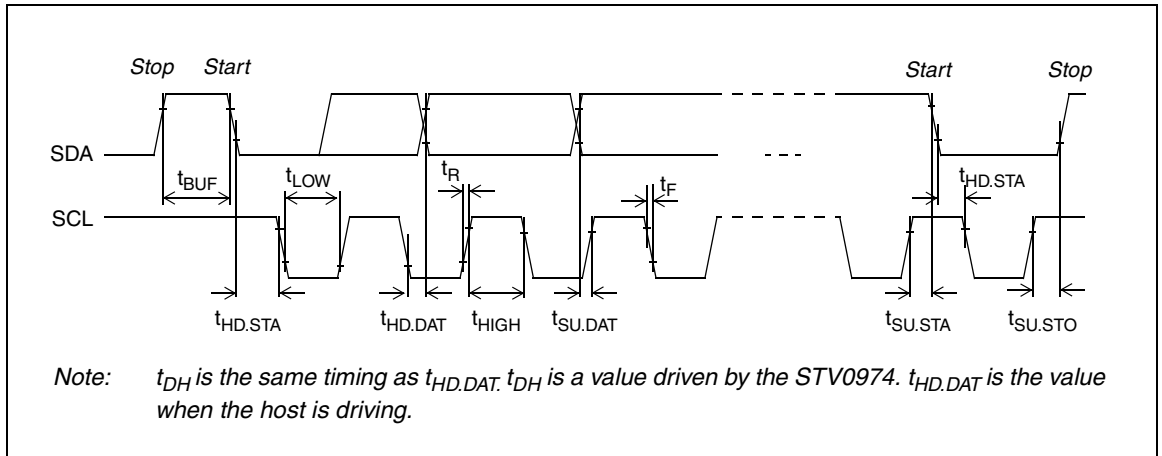 Stop Start Start Stop
SDA
tBUF tLOW tR tF tHD.STA
SCL
tHD.STA tHD.DAT tHIGH tSU.DAT tSU.STA tSU.STO
Note: tDH is the same timing as tHD.DAT. tDH is a value driven by the STV0974. tHD.DAT is the value
when the host is driving.